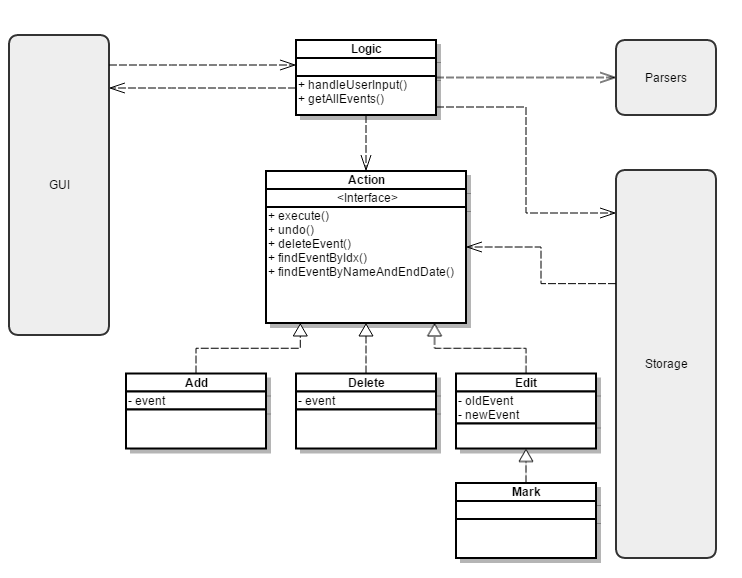 Logic
+ handleUserInput()
+ getAllEvents()
Parsers
GUI
Action
<Interface>
+ execute()
+ undo()
+ deleteEvent()
+ findEventByIdx()
+ findEventByNameAndEndDate()
Storage
Add
- event
Delete
- event
Edit
- oldEvent
- newEvent
Mark